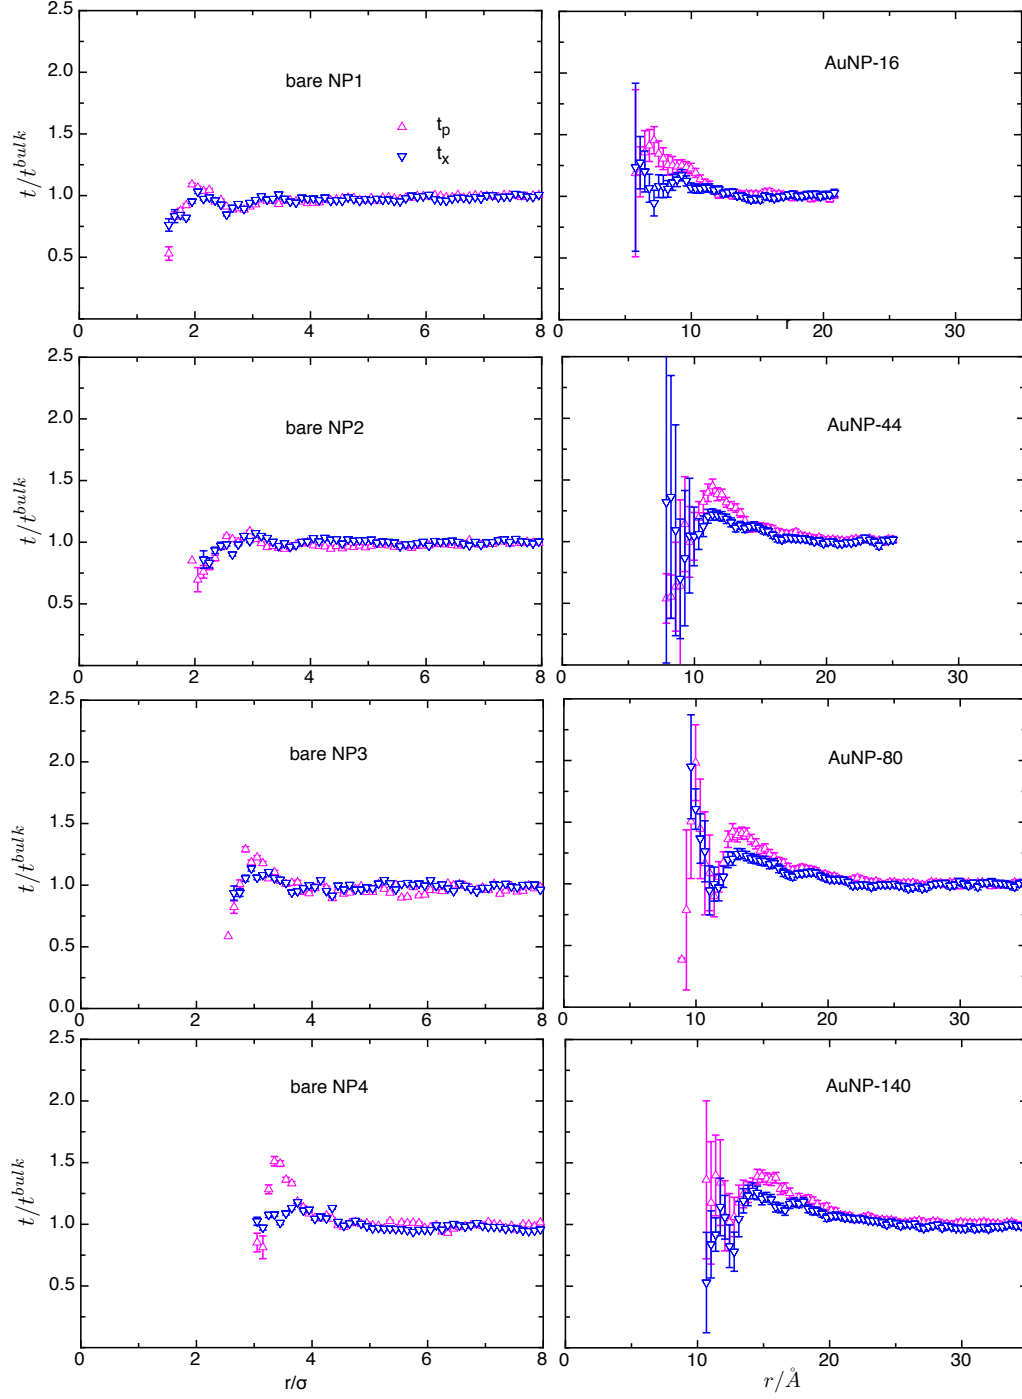 2.5
2.0
1.5
1.0
0.5
t/t^{bulk}
bare NP1
t_p
t_x
0 2 4 6 8
AuNP-16
0 10 20 30
r
2.5
2.0
1.5
1.0
0.5
t/t^{bulk}
bare NP2
0 2 4 6 8
AuNP-44
0 10 20 30
2.5
2.0
1.5
1.0
0.5
0.0
t/t^{bulk}
bare NP3
0 2 4 6 8
AuNP-80
0 10 20 30
2.5
2.0
1.5
1.0
0.5
t/t^{bulk}
bare NP4
0 2 4 6 8
r/σ
AuNP-140
0 10 20 30
r/Å